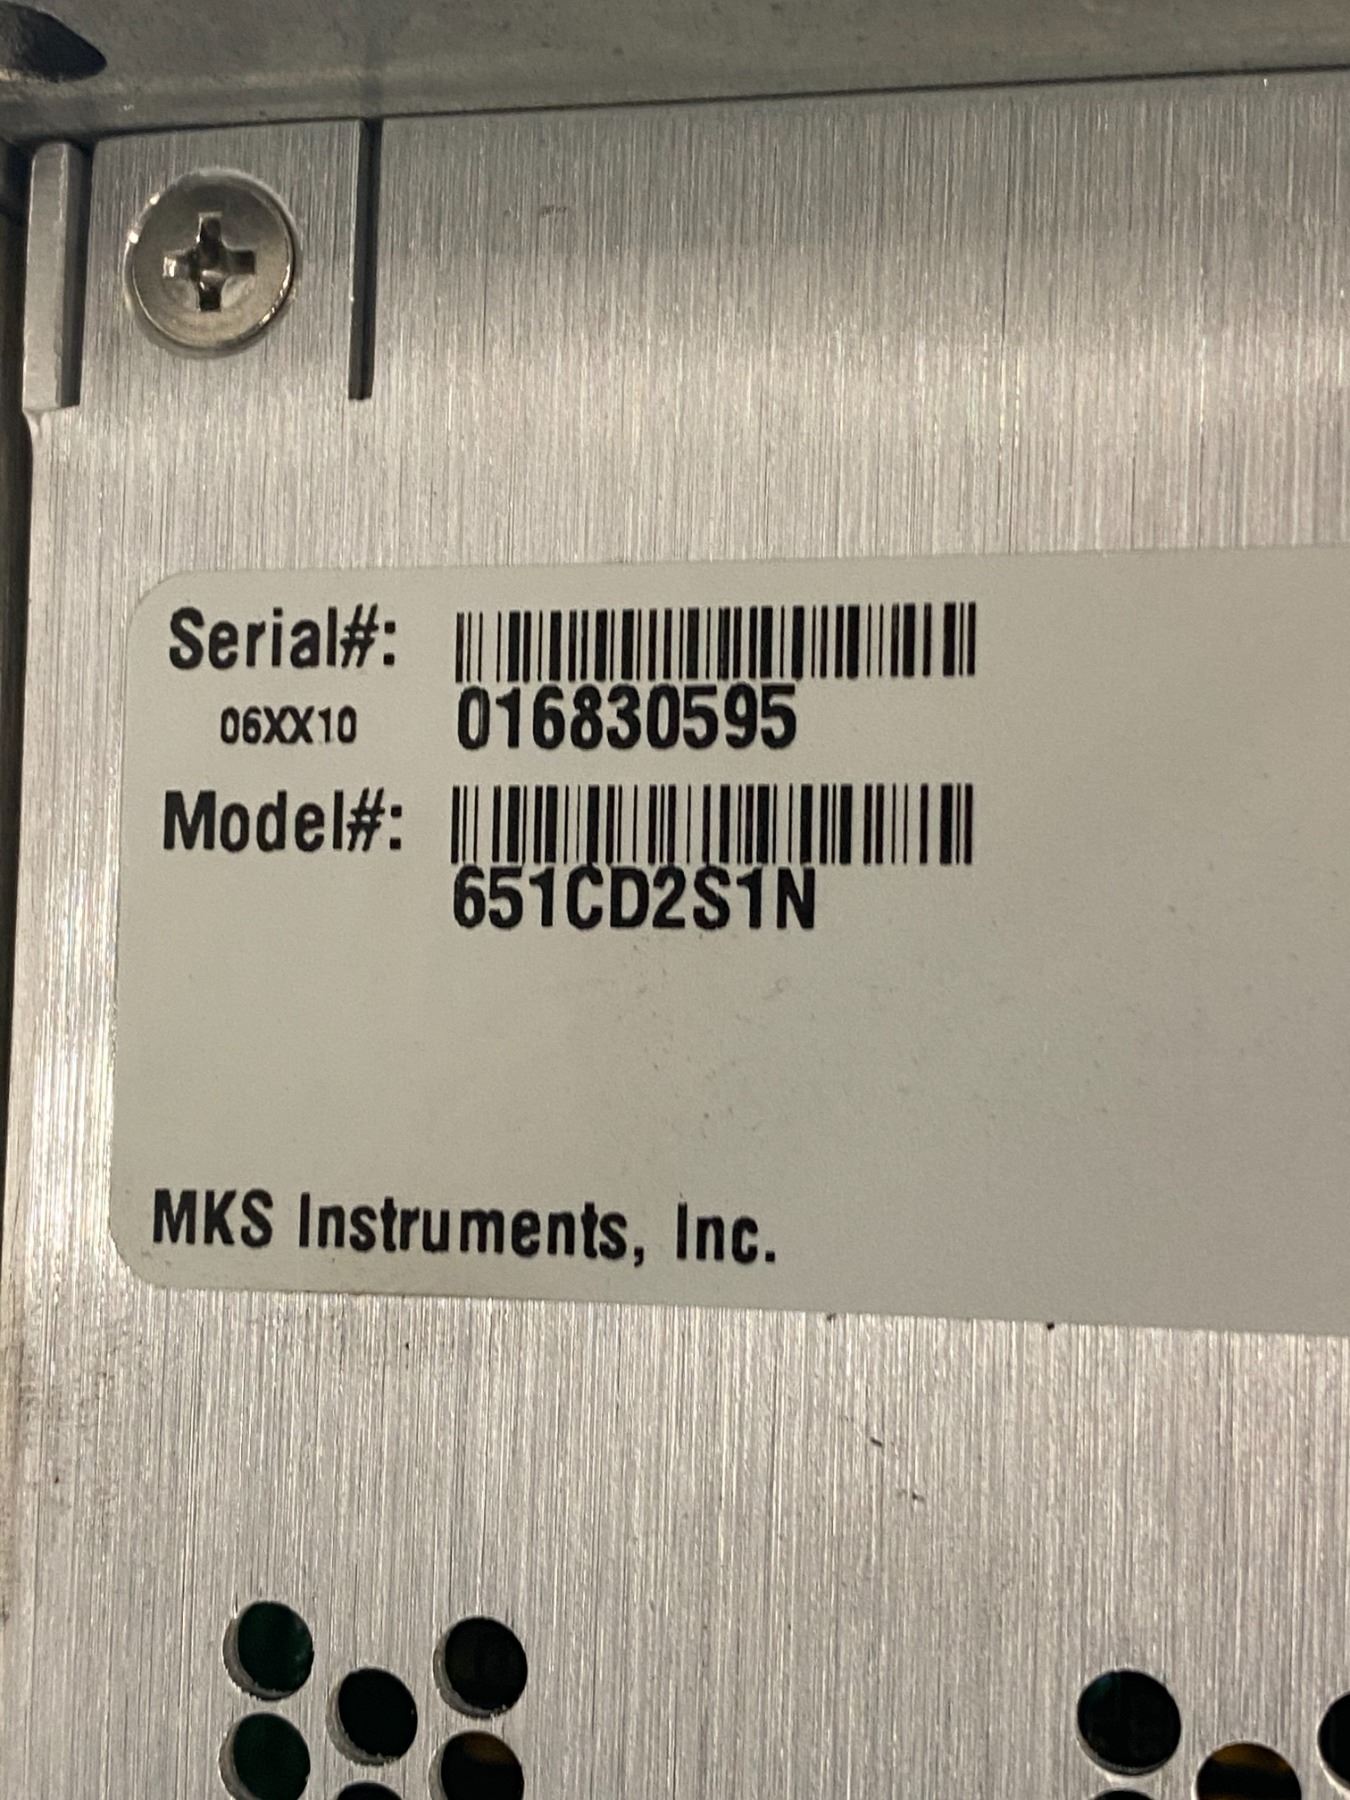 Serial#:
06XX10 016830595
Model#:
651CD2S1N
MKS Instruments, Inc.